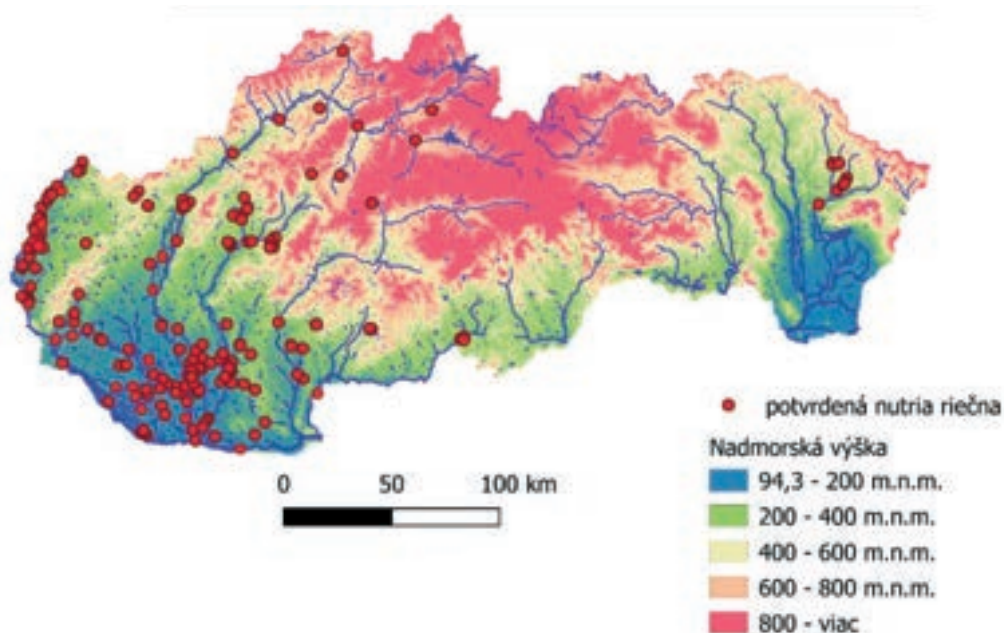 potvrdená nutria riečna
Nadmorská výška
94,3 - 200 m.n.m.
200 - 400 m.n.m.
400 - 600 m.n.m.
600 - 800 m.n.m.
800 - viac
0 50 100 km